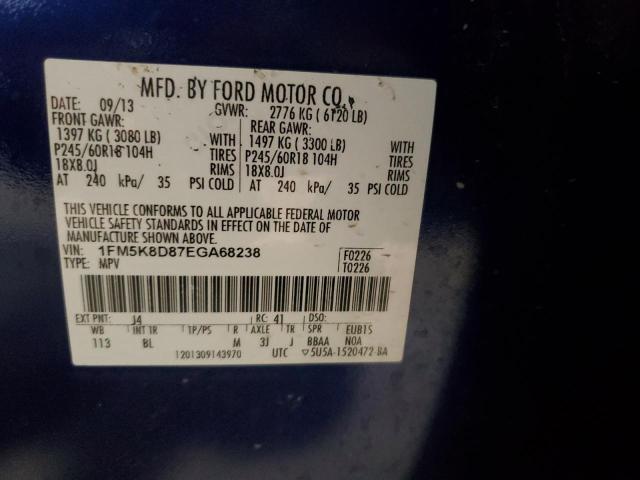 MFD. BY FORD MOTOR CO.
DATE: 09/13 GVWR: 2776 KG ( 6120 LB)
FRONT GAWR: REAR GAWR:
1397 KG ( 3080 LB) 1497 KG ( 3300 LB)
P245/60R18 104H TIRES P245/60R18 104H TIRES
18X8.0J RIMS 18X8.0J RIMS
AT 240 kPa/ 35 PSI COLD AT 240 kPa/ 35 PSI COLD
THIS VEHICLE CONFORMS TO ALL APPLICABLE FEDERAL MOTOR
VEHICLE SAFETY STANDARDS IN EFFECT ON THE DATE OF
MANUFACTURE SHOWN ABOVE.
VIN: 1FM5K8D87EGA68238 F0226
TYPE: MPV T0226
EXT PNT: J4 RC: 41 DSO:
WB INT TR TP/PS R AXLE TR SPR EUB15
113 BL M 3J J BBAA NOA
1201309143970 UTC ▽5U5A-1520472-BA